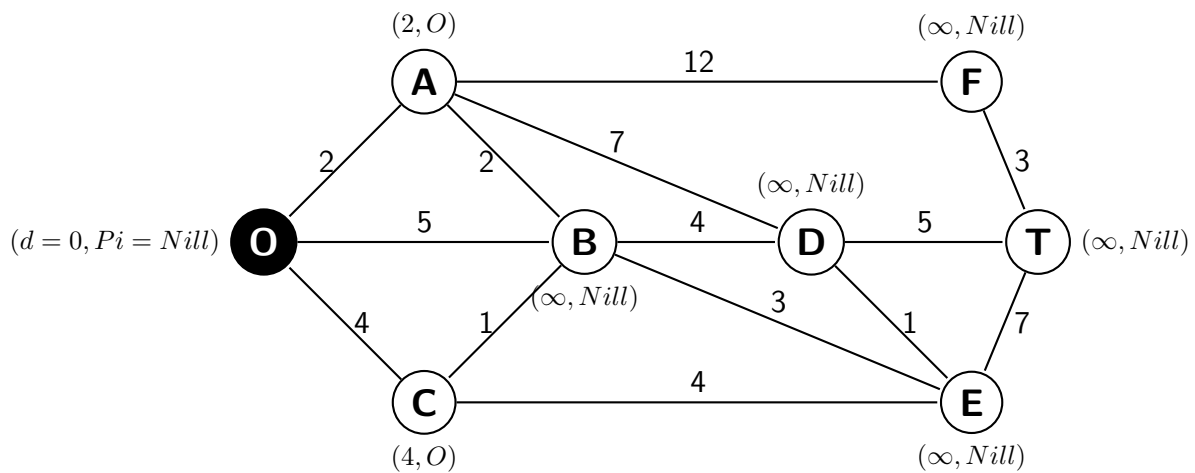 (2, O)
(∞, Nill)
A
12
F
2
2
7
3
(∞, Nill)
(d = 0, Pi = Nill)
O
5
B
4
D
5
T
(∞, Nill)
(∞, Nill)
4
1
3
1
7
C
4
E
(4, O)
(∞, Nill)